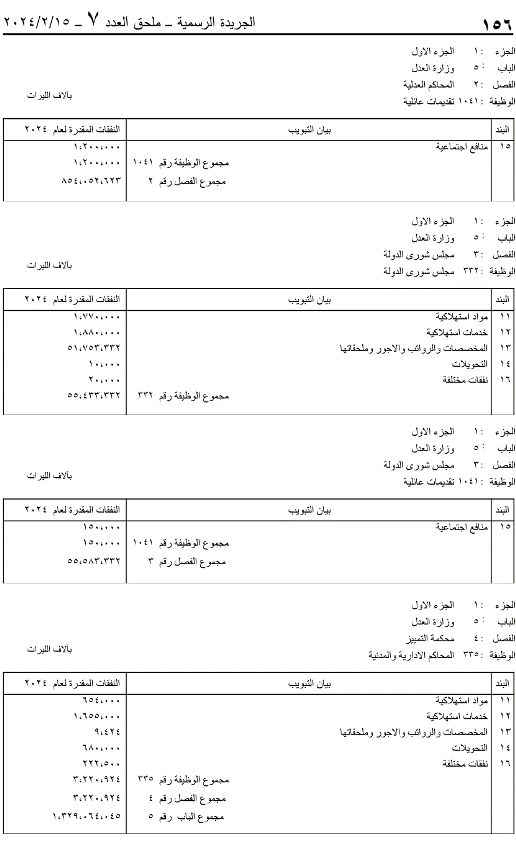 ١٥٦ الجريدة الرسمية ــ ملحق العدد ٧ ــ ٢٠٢٤/٢/١٥
الجزء : ١ الجزء الاول
الباب : ٥ وزارة العدل
الفصل : ٢ المحاكم العدلية
الوظيفة : ١٠٤١ تقديمات عائلية
بآلاف الليرات
البند بيان التبويب النفقات المقدرة لعام ٢٠٢٤
١٥ منافع اجتماعية ١،٢٠٠،٠٠٠
مجموع الوظيفة رقم ١٠٤١ ١،٢٠٠،٠٠٠
مجموع الفصل رقم ٢ ٨٥٤،٠٥٢،٦٢٣
الجزء : ١ الجزء الاول
الباب : ٥ وزارة العدل
الفصل : ٣ مجلس شورى الدولة
الوظيفة : ٣٣٢ مجلس شورى الدولة
بآلاف الليرات
البند بيان التبويب النفقات المقدرة لعام ٢٠٢٤
١١ مواد استهلاكية ١،٧٧٠،٠٠٠
١٢ خدمات استهلاكية ١،٨٨٠،٠٠٠
١٣ المخصصات والرواتب والاجور وملحقاتها ٥١،٧٥٣،٣٣٢
١٤ التحويلات ١٠،٠٠٠
١٦ نفقات مختلفة ٢٠،٠٠٠
مجموع الوظيفة رقم ٣٣٢ ٥٥،٤٣٣،٣٣٢
الجزء : ١ الجزء الاول
الباب : ٥ وزارة العدل
الفصل : ٣ مجلس شورى الدولة
الوظيفة : ١٠٤١ تقديمات عائلية
بآلاف الليرات
البند بيان التبويب النفقات المقدرة لعام ٢٠٢٤
١٥ منافع اجتماعية ١٥٠،٠٠٠
مجموع الوظيفة رقم ١٠٤١ ١٥٠،٠٠٠
مجموع الفصل رقم ٣ ٥٥،٥٨٣،٣٣٢
الجزء : ١ الجزء الاول
الباب : ٥ وزارة العدل
الفصل : ٤ محكمة التمييز
الوظيفة : ٣٣٥ المحاكم الادارية والمدنية
بآلاف الليرات
البند بيان التبويب النفقات المقدرة لعام ٢٠٢٤
١١ مواد استهلاكية ٦٥٤،٠٠٠
١٢ خدمات استهلاكية ١،٦٥٥،٠٠٠
١٣ المخصصات والرواتب والاجور وملحقاتها ٩،٤٢٤
١٤ التحويلات ٦٨٠،٠٠٠
١٦ نفقات مختلفة ٢٢٢،٥٠٠
مجموع الوظيفة رقم ٣٣٥ ٣،٢٢٠،٩٢٤
مجموع الفصل رقم ٤ ٣،٢٢٠،٩٢٤
مجموع الباب رقم ٥ ١،٣٢٩،٠٦٤،٠٤٥